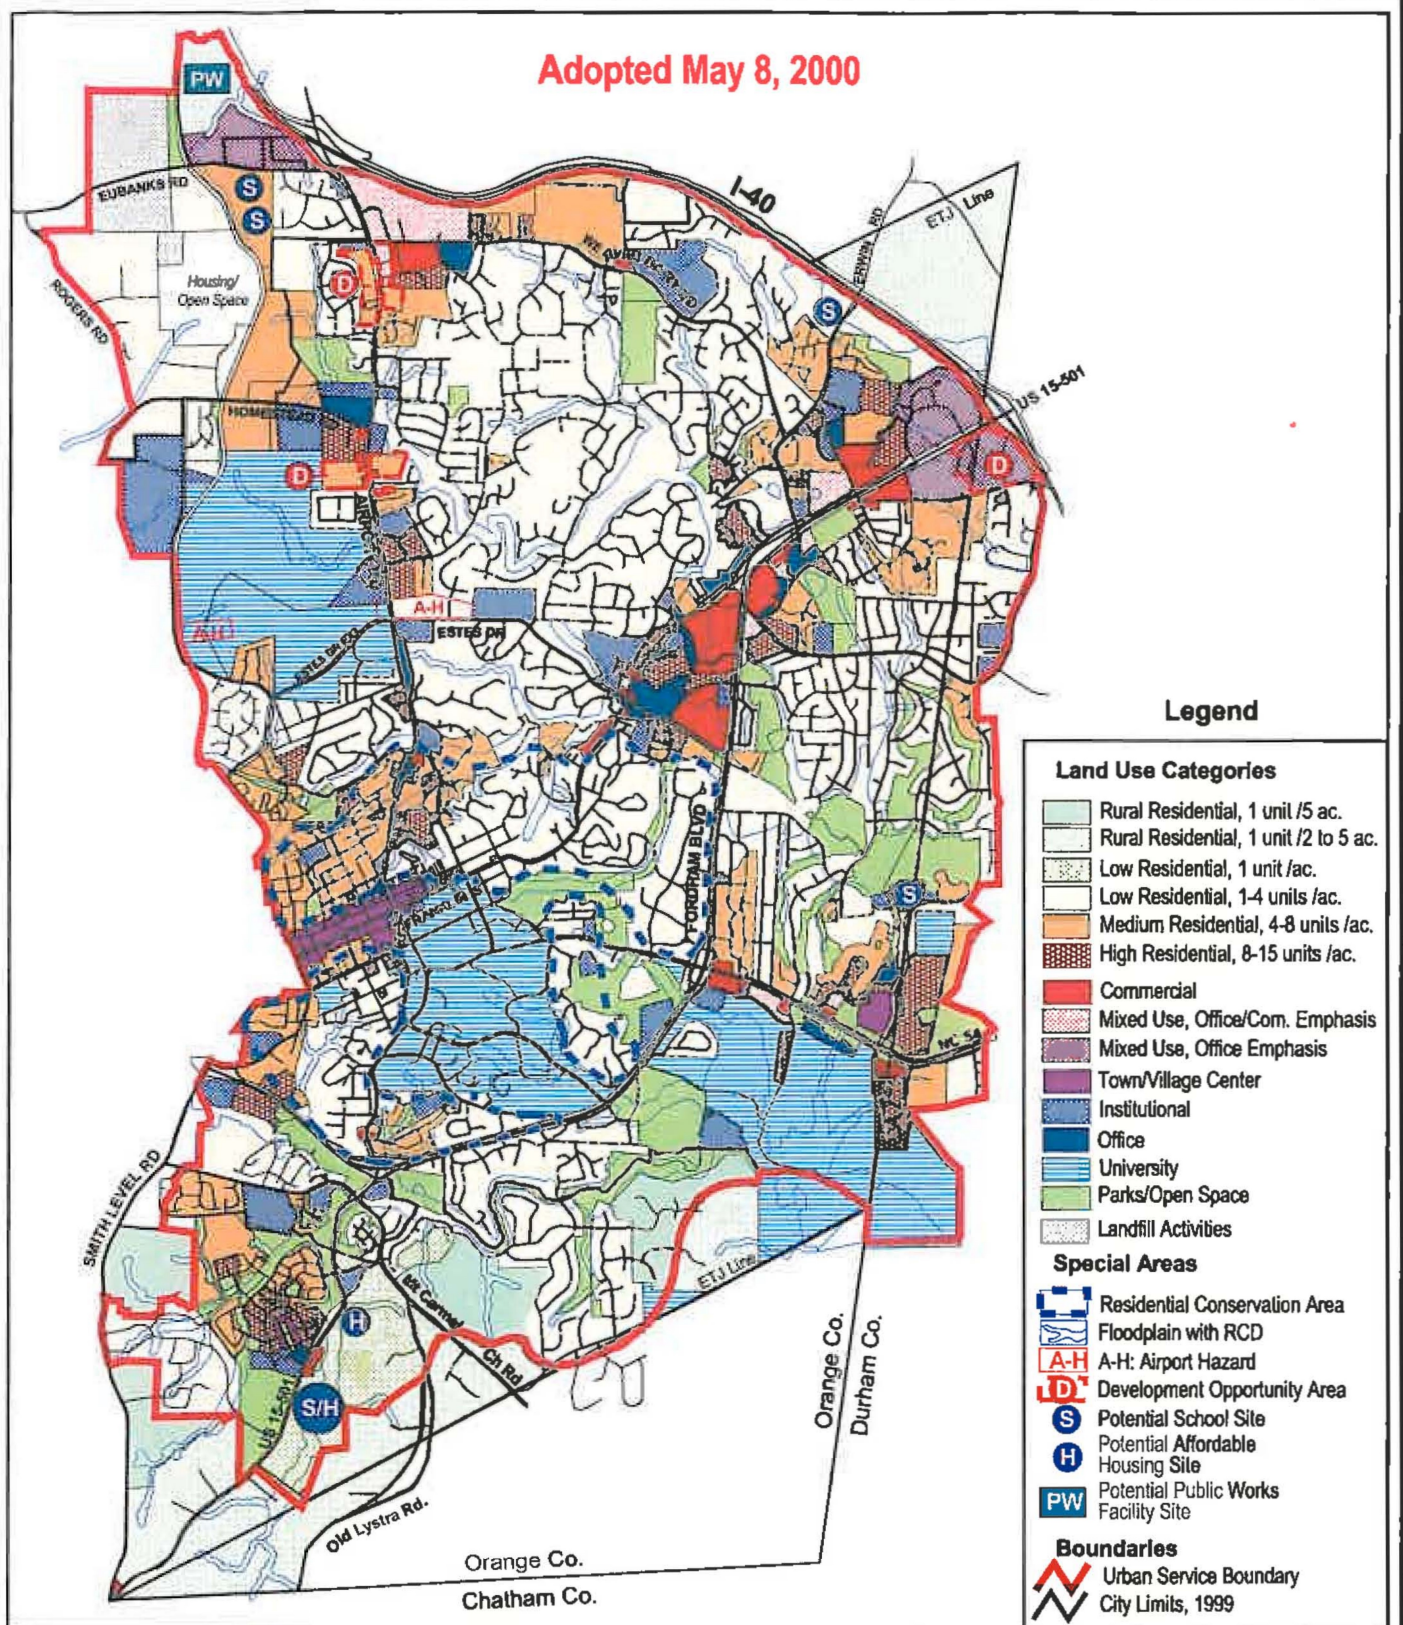 Adopted May 8, 2000
PW
EUBANKS RD
S
S
I-40
ERWIN RD
ETJ Line
Housing/
Open Space
D
ROGERS RD
S
US 15-501
HOMESTEAD
D
D
A-H
A-H
ESTES DR
ESTES DR EXT
FORDHAM BLVD
S
FRANKLIN
NC 54
SMITH LEVEL RD
ETJ Line
Mt Carmel
Ch Rd
H
S/H
US 15-501
Old Lystra Rd.
Orange Co.
Durham Co.
Orange Co.
Chatham Co.
Legend
Land Use Categories
Rural Residential, 1 unit /5 ac.
Rural Residential, 1 unit /2 to 5 ac.
Low Residential, 1 unit /ac.
Low Residential, 1-4 units /ac.
Medium Residential, 4-8 units /ac.
High Residential, 8-15 units /ac.
Commercial
Mixed Use, Office/Com. Emphasis
Mixed Use, Office Emphasis
Town/Village Center
Institutional
Office
University
Parks/Open Space
Landfill Activities
Special Areas
Residential Conservation Area
Floodplain with RCD
A-H A-H: Airport Hazard
D Development Opportunity Area
S Potential School Site
H Potential Affordable
Housing Site
PW Potential Public Works
Facility Site
Boundaries
Urban Service Boundary
City Limits, 1999